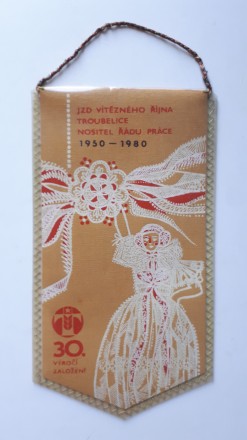 JZD VÍTĚZNÉHO ŘÍJNA
TROUBELICE
NOSITEL ŘÁDU PRÁCE
1950 — 1980
30.
VÝROČÍ
ZALOŽENÍ